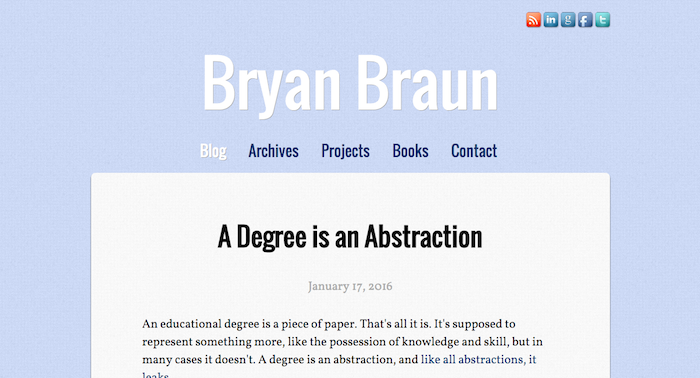 Bryan Braun
Blog Archives Projects Books Contact
A Degree is an Abstraction
January 17, 2016
An educational degree is a piece of paper. That's all it is. It's supposed to
represent something more, like the possession of knowledge and skill, but in
many cases it doesn't. A degree is an abstraction, and like all abstractions, it
leaks